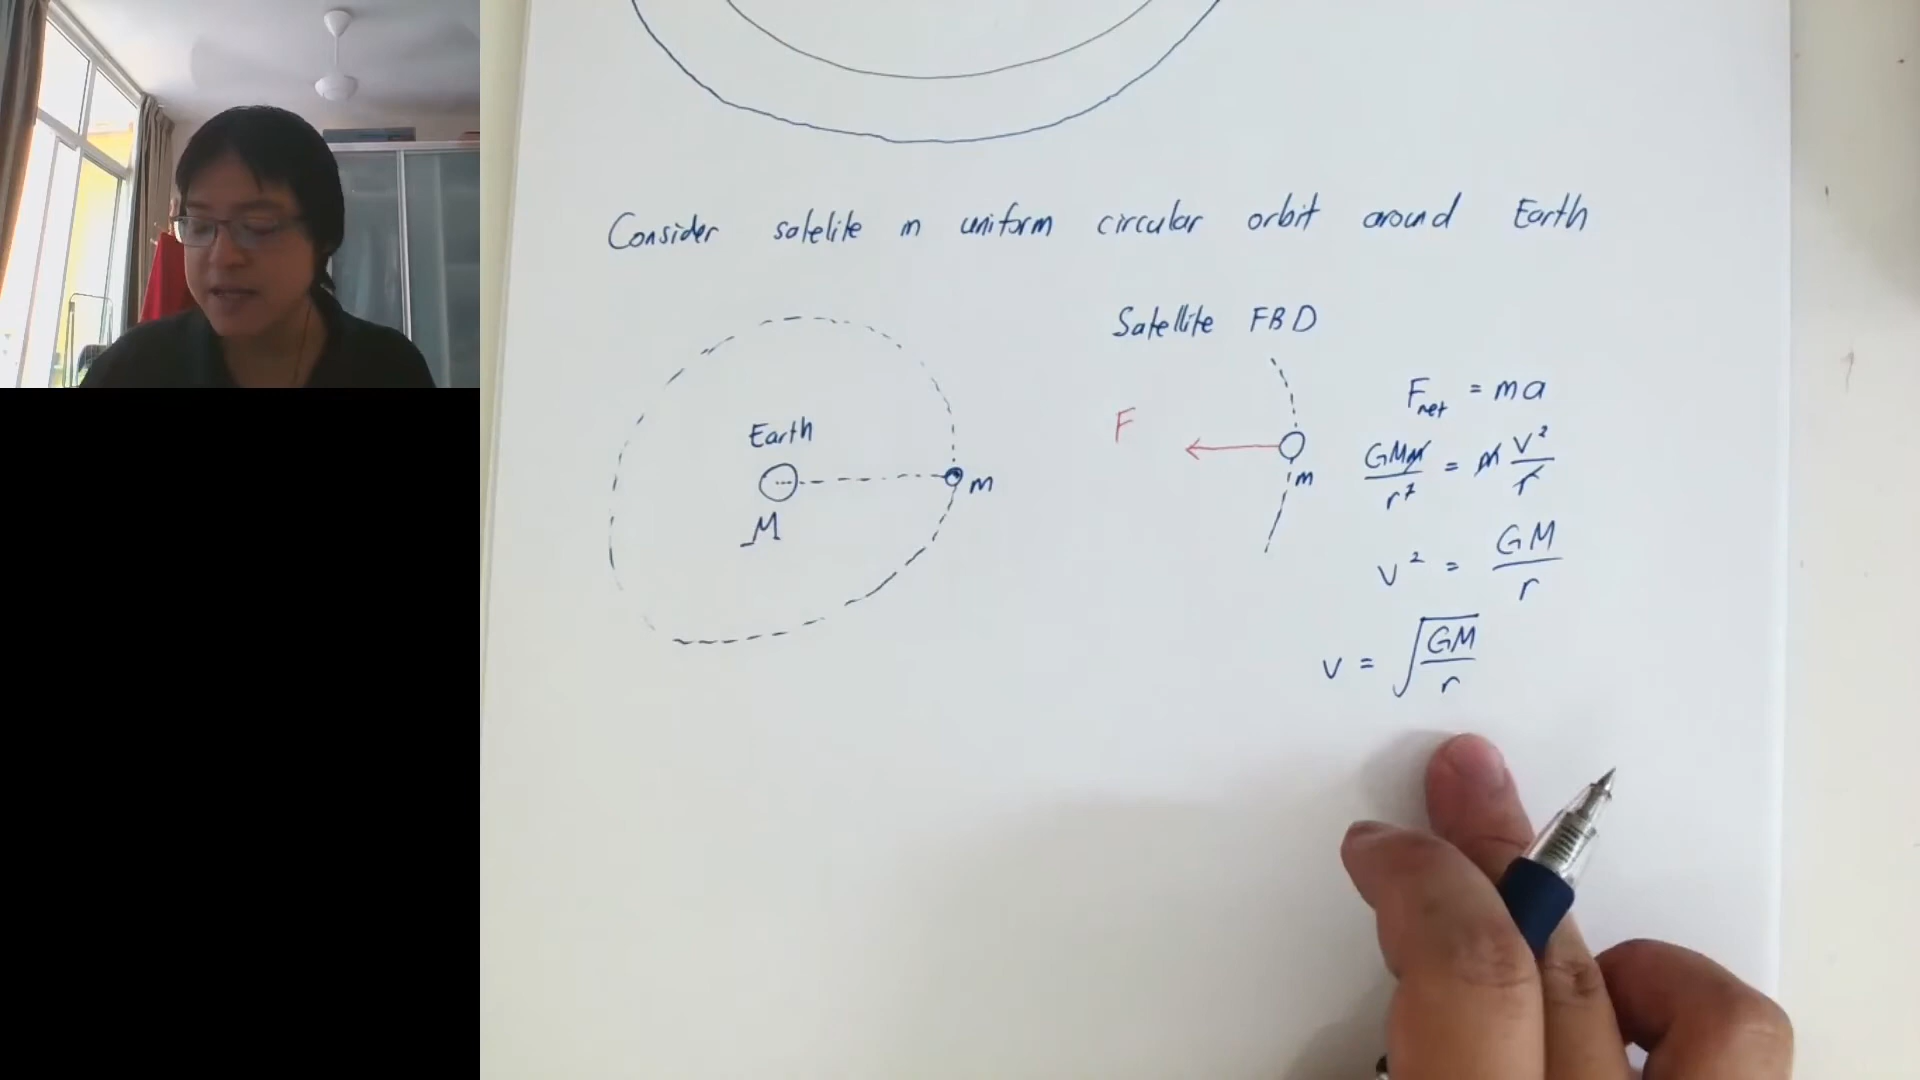 Consider satelite in uniform circular orbit around Earth
Earth
M
m
Satellite FBD
F
m
F_net = ma
GMm/r² = m v²/r
v² = GM/r
v = √(GM/r)